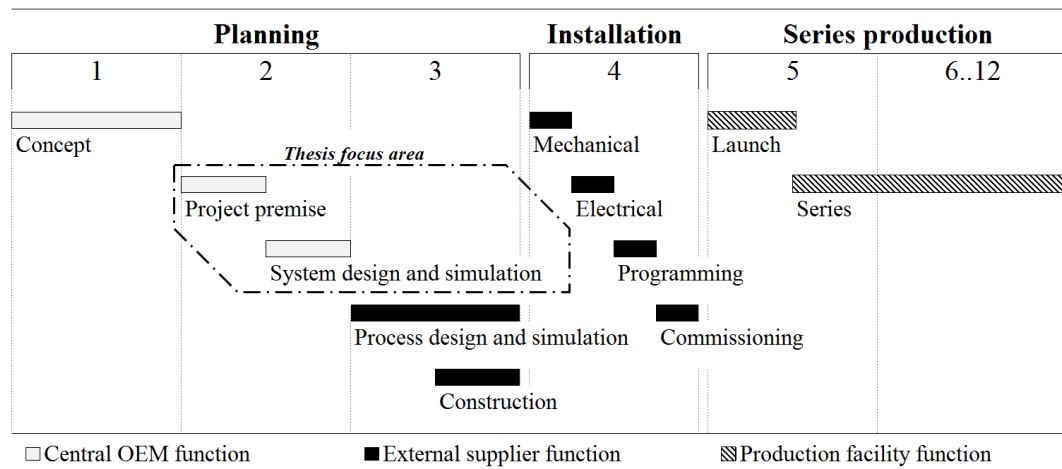 Planning Installation Series production
1 2 3 4 5 6..12
Concept Mechanical Launch
Thesis focus area
Project premise Electrical Series
System design and simulation Programming
Process design and simulation Commissioning
Construction
Central OEM function External supplier function Production facility function